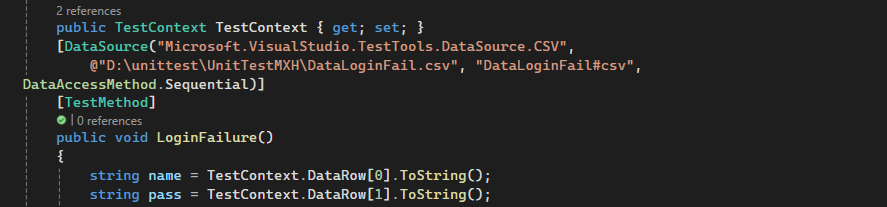 2 references
public TestContext TestContext { get; set; }
[DataSource("Microsoft.VisualStudio.TestTools.DataSource.CSV",
@"D:\unittest\UnitTestMXH\DataLoginFail.csv", "DataLoginFail#csv",
DataAccessMethod.Sequential)]
[TestMethod]
| 0 references
public void LoginFailure()
{
string name = TestContext.DataRow[0].ToString();
string pass = TestContext.DataRow[1].ToString();